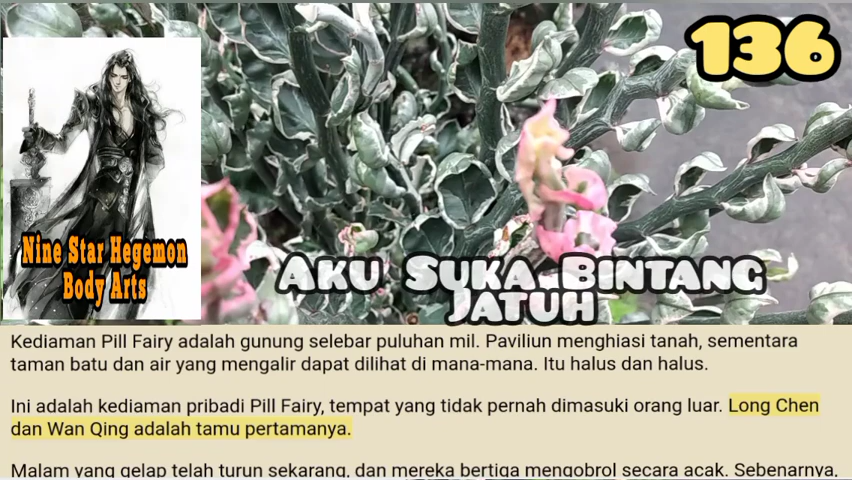 136
Nine Star Hegemon
Body Arts
Aku Suka Bintang
Jatuh
Kediaman Pill Fairy adalah gunung selebar puluhan mil. Paviliun menghiasi tanah, sementara
taman batu dan air yang mengalir dapat dilihat di mana-mana. Itu halus dan halus.
Ini adalah kediaman pribadi Pill Fairy, tempat yang tidak pernah dimasuki orang luar. Long Chen
dan Wan Qing adalah tamu pertamanya.
Malam yang gelap telah turun sekarang, dan mereka bertiga mengobrol secara acak. Sebenarnya,